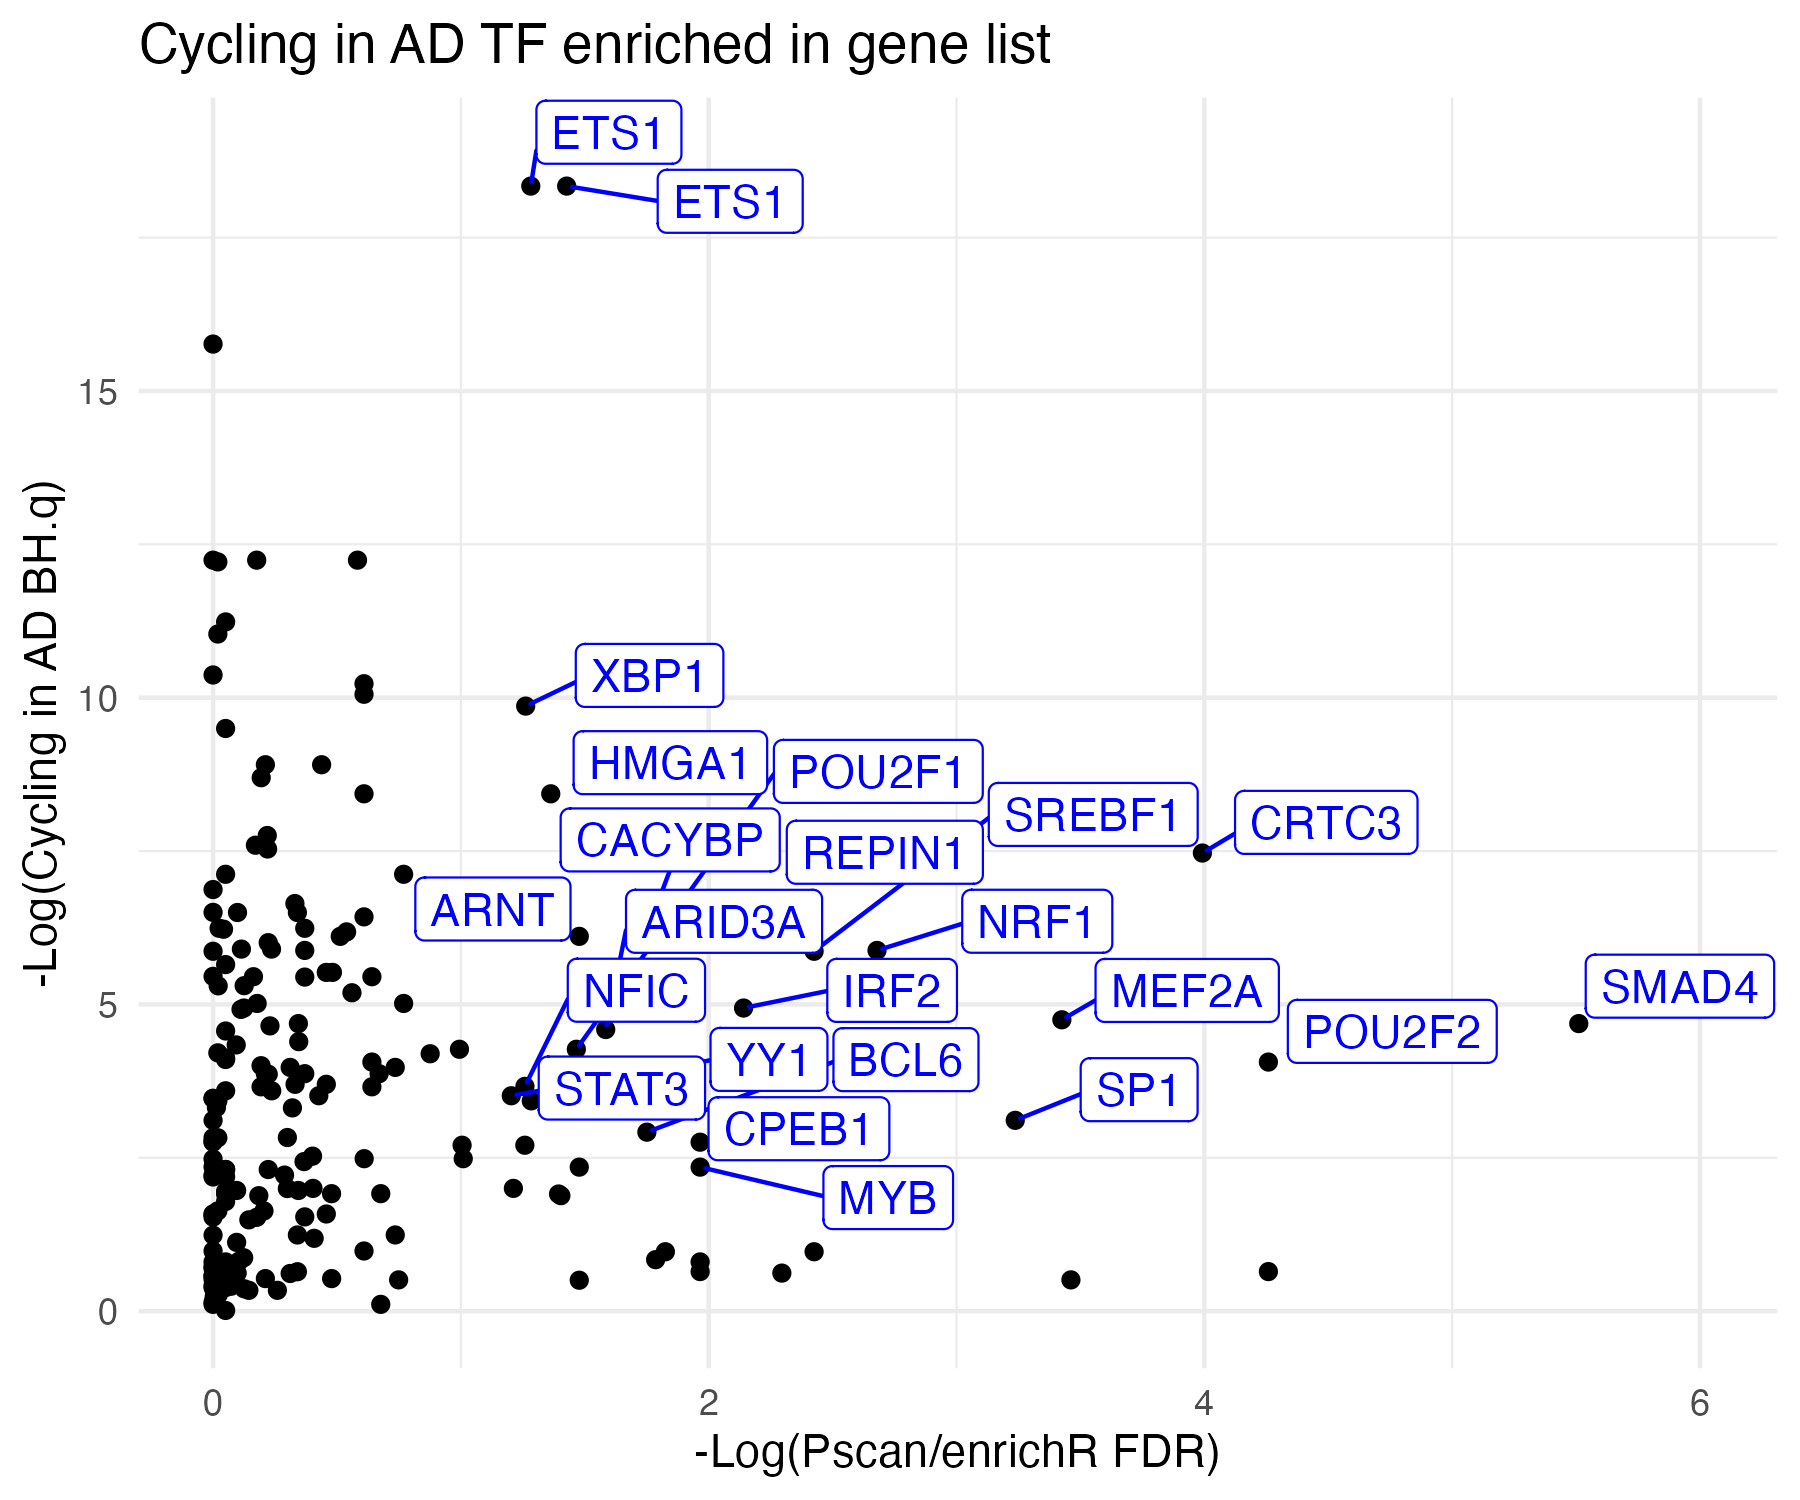 Cycling in AD TF enriched in gene list
ETS1
ETS1
15
XBP1
10
HMGA1
POU2F1
SREBF1
CRTC3
CACYBP
REPIN1
ARNT
ARID3A
NRF1
NFIC
IRF2
MEF2A
SMAD4
5
POU2F2
YY1
BCL6
STAT3
SP1
CPEB1
MYB
0
-Log(Cycling in AD BH.q)
0
2
4
6
-Log(Pscan/enrichR FDR)